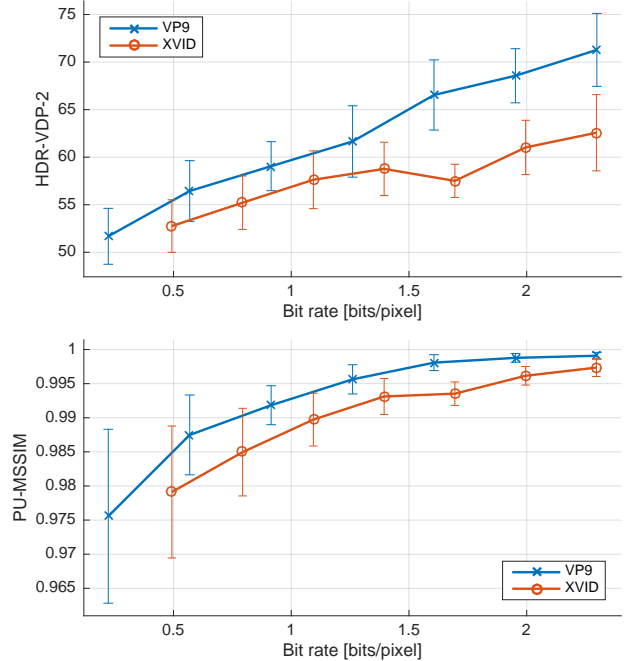 75
70
65
60
55
50
HDR-VDP-2
VP9
XVID
0.5
1
1.5
2
Bit rate [bits/pixel]
1
0.995
0.99
0.985
0.98
0.975
0.97
0.965
PU-MSSIM
VP9
XVID
0.5
1
1.5
2
Bit rate [bits/pixel]